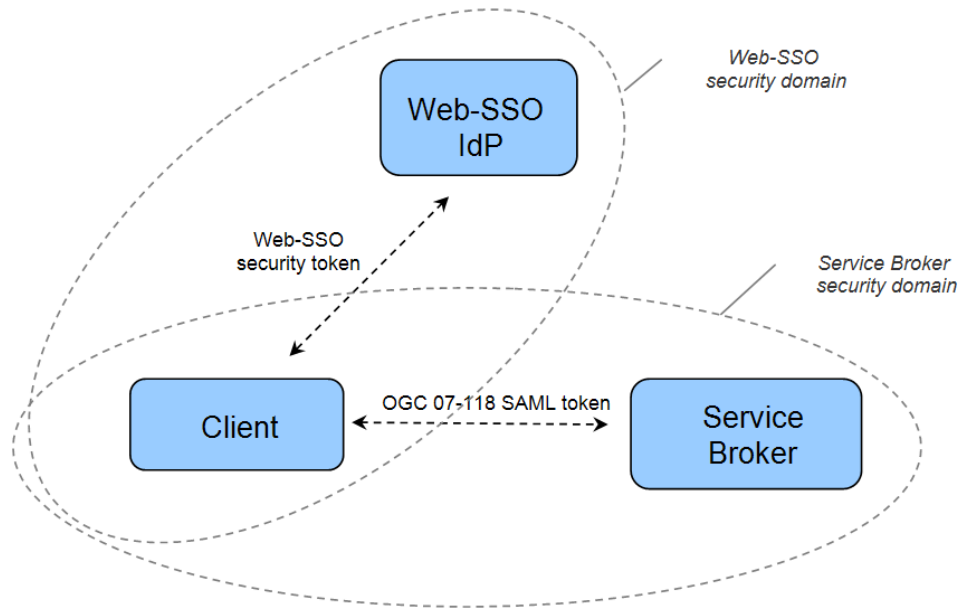 Web-SSO
security domain
Web-SSO
IdP
Web-SSO
security token
Service Broker
security domain
Client
OGC 07-118 SAML token
Service
Broker